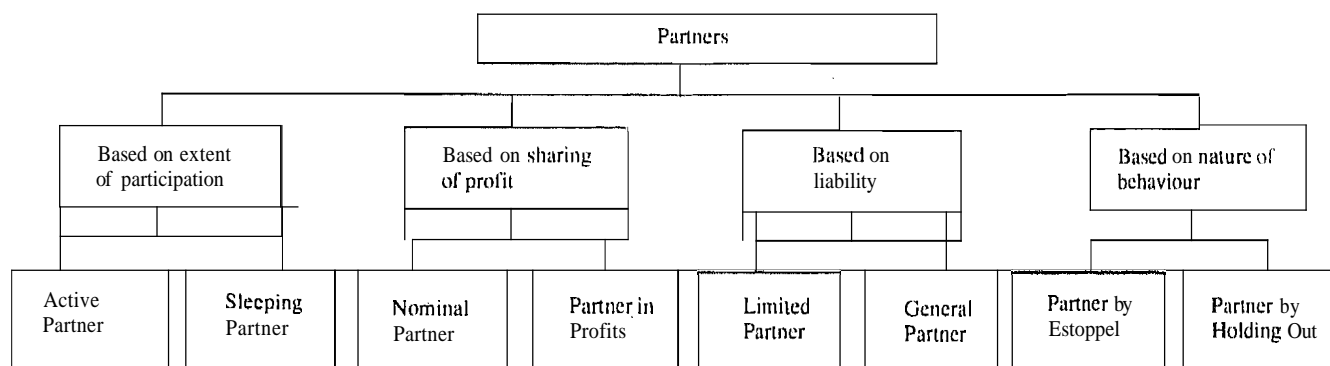 Partners
Based on extent
of participation
Based on sharing
of profit
Based on
liability
Based on nature of
behaviour
Active
Partner
Sleeping
Partner
Nominal
Partner
Partner in
Profits
Limited
Partner
General
Partner
Partner by
Estoppel
Partner by
Holding Out